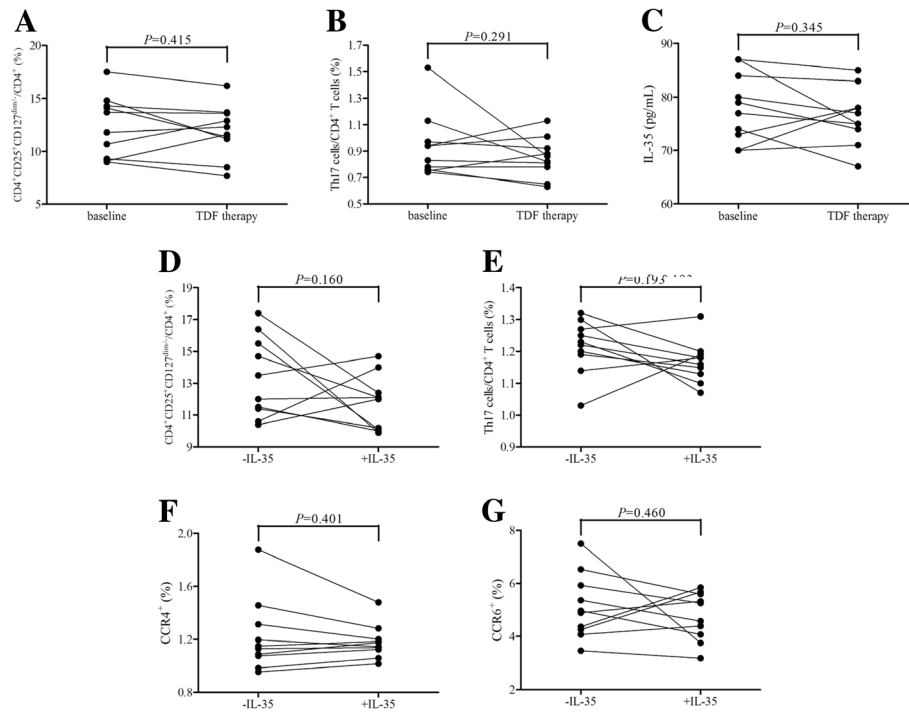 A
P=0.415
CD4+CD25+CD127dim/-/CD4+ (%)
20
15
10
5
baseline
TDF therapy
B
P=0.291
Th17 cells/CD4+ T cells (%)
1.7
1.5
1.3
1.1
0.9
0.7
0.5
baseline
TDF therapy
C
P=0.345
IL-35 (pg/mL)
90
80
70
60
baseline
TDF therapy
D
P=0.160
CD4+CD25+CD127dim/-/CD4+ (%)
19
17
15
13
11
9
-IL-35
+IL-35
E
P=0.193
Th17 cells/CD4+ T cells (%)
1.4
1.3
1.2
1.1
1.0
0.9
-IL-35
+IL-35
F
P=0.401
CCR4+ (%)
2.0
1.6
1.2
0.8
-IL-35
+IL-35
G
P=0.460
CCR6+ (%)
8
6
4
2
-IL-35
+IL-35